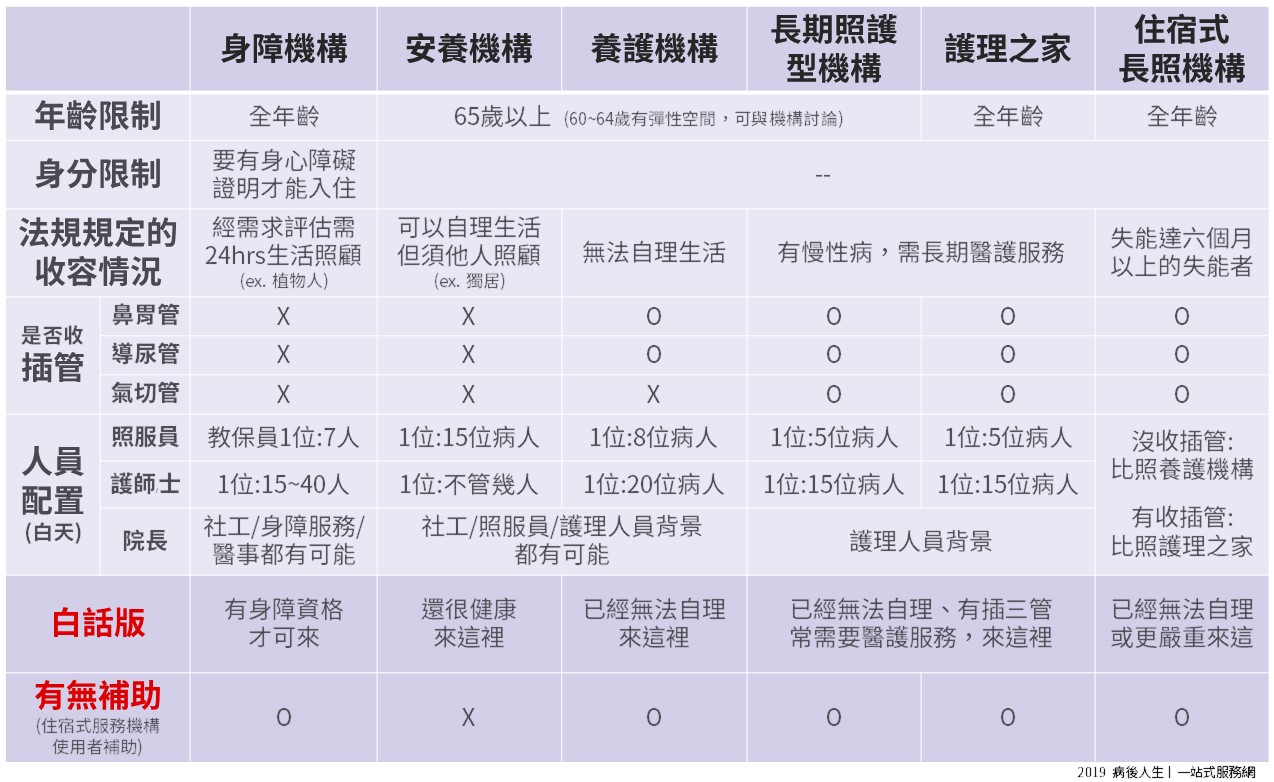 身障機構
安養機構
養護機構
長期照護
型機構
護理之家
住宿式
長照機構
年齡限制
全年齡
65歲以上 (60~64歲有彈性空間，可與機構討論)
全年齡
全年齡
身分限制
要有身心障礙
證明才能入住
--
法規規定的
收容情況
經需求評估需
24hrs生活照顧
(ex. 植物人)
可以自理生活
但須他人照顧
(ex. 獨居)
無法自理生活
有慢性病，需長期醫護服務
失能達六個月
以上的失能者
是否收
插管
鼻胃管
X
X
O
O
O
O
導尿管
X
X
O
O
O
O
氣切管
X
X
X
O
O
O
人員
配置
(白天)
照服員
教保員1位:7人
1位:15位病人
1位:8位病人
1位:5位病人
1位:5位病人
護師/士
1位:15~40人
1位:不管幾人
1位:20位病人
1位:15位病人
1位:15位病人
院長
社工/身障服務/
醫事都有可能
社工/照服員/護理人員背景
都有可能
護理人員背景
沒收插管:
比照養護機構
有收插管:
比照護理之家
白話版
有身障資格
才可來
還很健康
來這裡
已經無法自理
來這裡
已經無法自理、有插三管
常需要醫護服務，來這裡
已經無法自理
或更嚴重來這
有無補助
(住宿式服務機構
使用者補助)
O
X
O
O
O
O
2019 病後人生丨一站式服務網